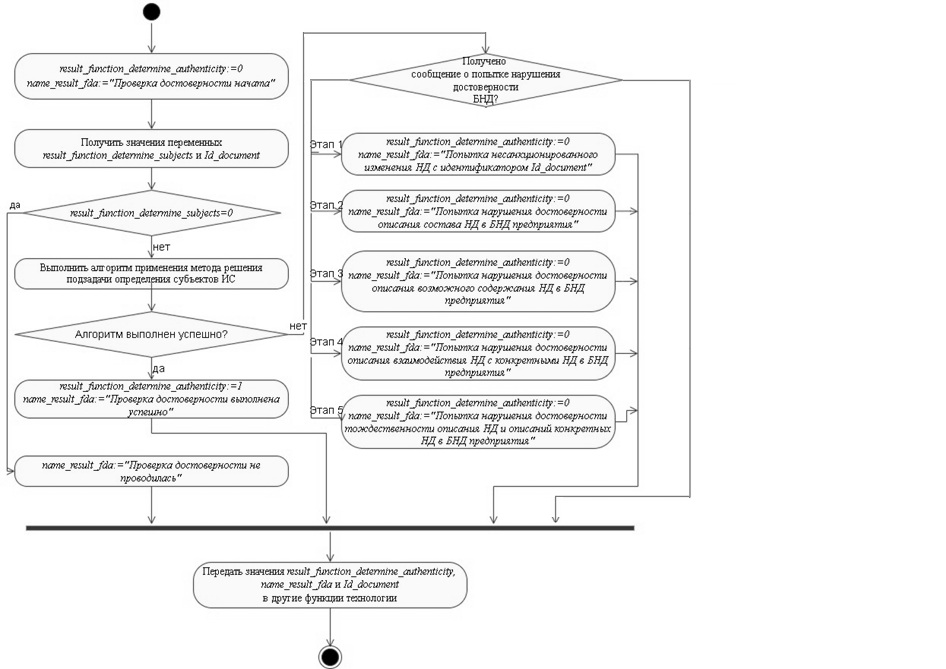 result_function_determine_authenticity:=0
name_result_fda:="Проверка достоверности начата"
Получить значения переменных
result_function_determine_subjects и Id_document
да
result_function_determine_subjects=0
нет
Выполнить алгоритм применения метода решения
подзадачи определения субъектов ИС
Алгоритм выполнен успешно?
нет
да
result_function_determine_authenticity:=1
name_result_fda:="Проверка достоверности выполнена
успешно"
name_result_fda:="Проверка достоверности не
проводилась"
Получено
сообщение о попытке нарушения
достоверности
БНД?
Этап 1
result_function_determine_authenticity:=0
name_result_fda:="Попытка несанкционированного
изменения НД с идентификатором Id_document"
Этап 2
result_function_determine_authenticity:=0
name_result_fda:="Попытка нарушения достоверности
описания состава НД в БНД предприятия"
Этап 3
result_function_determine_authenticity:=0
name_result_fda:="Попытка нарушения достоверности
описания возможного содержания НД в БНД
предприятия"
Этап 4
result_function_determine_authenticity:=0
name_result_fda:="Попытка нарушения достоверности
описания взаимодействия НД с конкретными НД в БНД
предприятия"
Этап 5
result_function_determine_authenticity:=0
name_result_fda:="Попытка нарушения достоверности
тождественности описания НД и описаний конкретных
НД в БНД предприятия"
Передать значения result_function_determine_authenticity,
name_result_fda и Id_document
в другие функции технологии